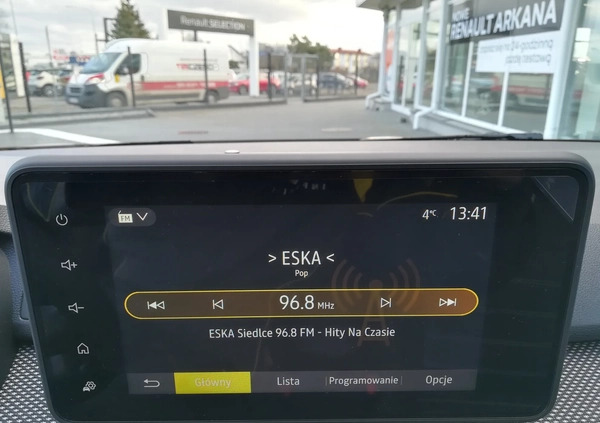 Renault SELECTION
NOWE
RENAULT ARKANA
FM
4°C 13:41
> ESKA <
Pop
96.8 MHz
ESKA Siedlce 96.8 FM - Hity Na Czasie
Główny Lista Programowanie Opcje